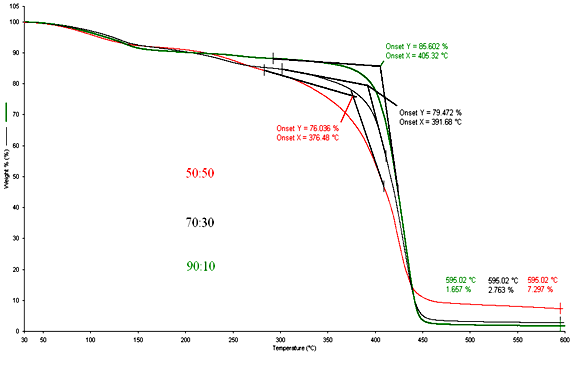 105
100
90
80
70
60
50
40
30
20
10
0
Weight % (%)
Onset Y = 85.602 %
Onset X = 405.32 °C
Onset Y = 79.472 %
Onset X = 391.68 °C
Onset Y = 76.036 %
Onset X = 376.48 °C
50:50
70:30
90:10
595.02 °C 595.02 °C 595.02 °C
1.657 % 2.763 % 7.297 %
30 50 100 150 200 250 300 350 400 450 500 550 600
Temperature (°C)